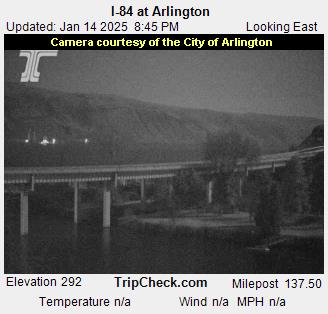 I-84 at Arlington
Updated: Jan 14 2025 8:45 PM Looking East
Camera courtesy of the City of Arlington
Elevation 292 TripCheck.com Milepost 137.50
Temperature n/a Wind n/a MPH n/a